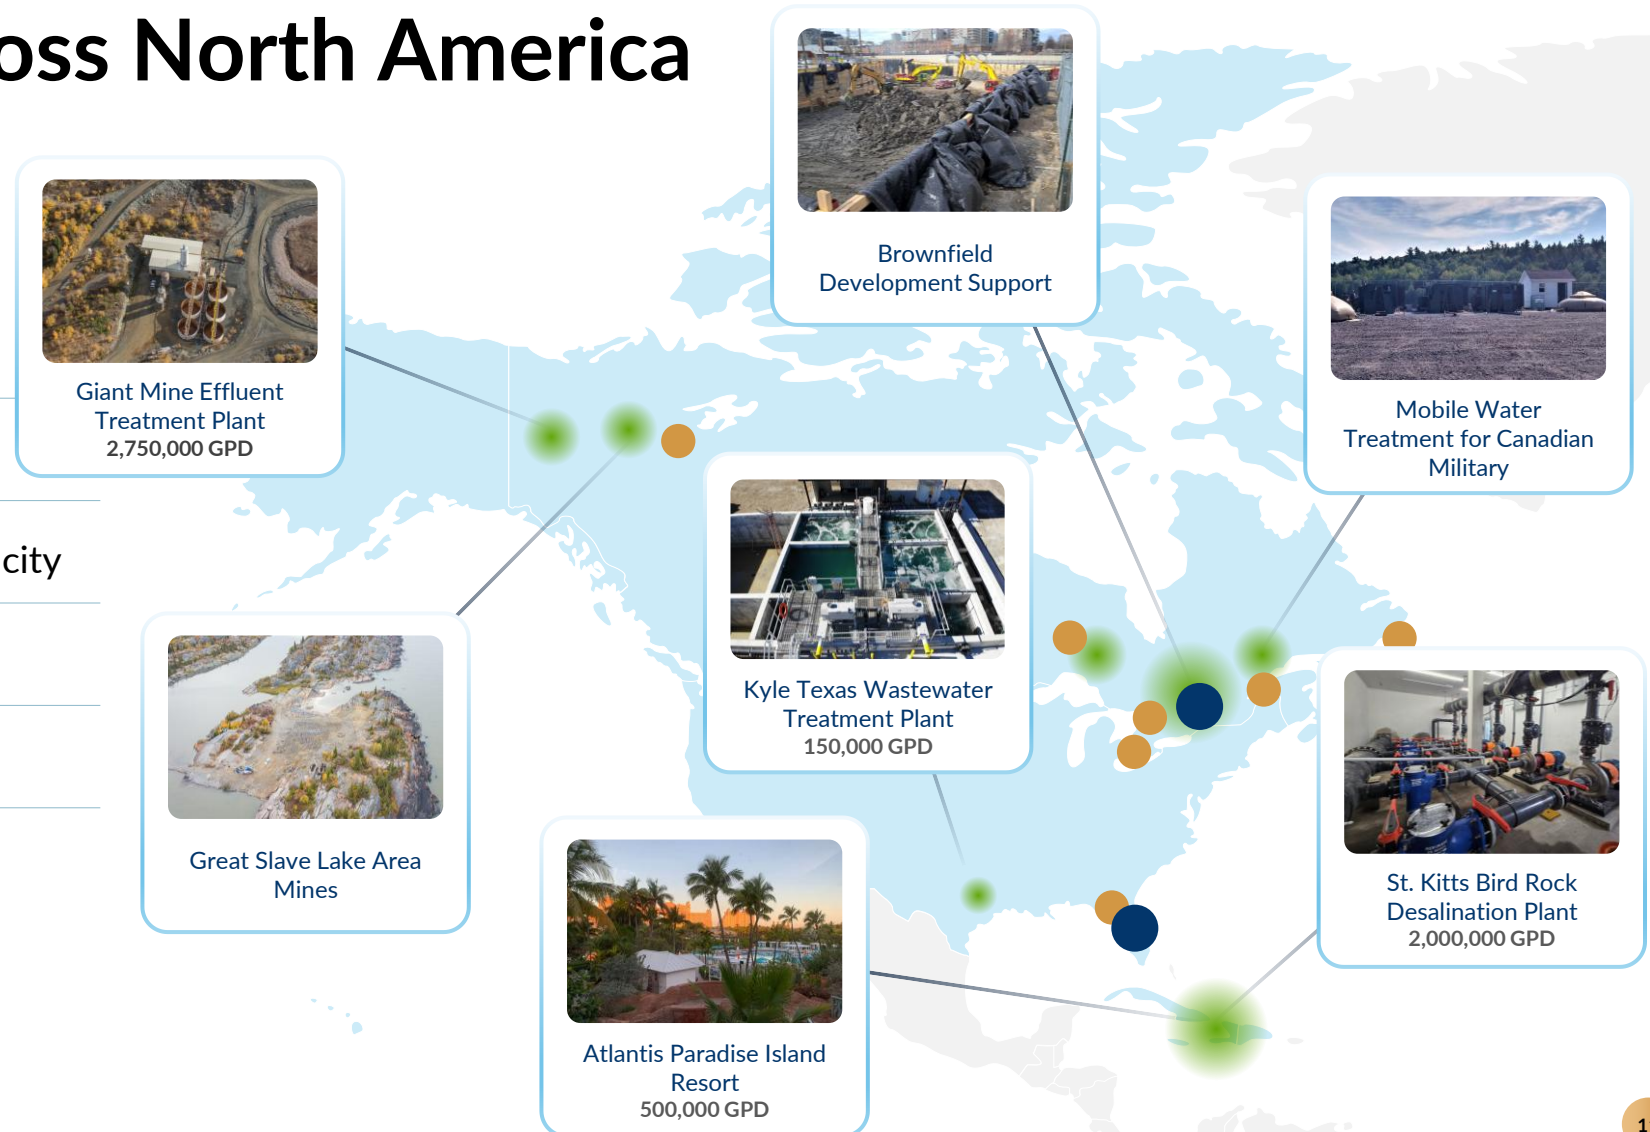 oss North America
Brownfield
Development Support
Giant Mine Effluent
Treatment Plant
2,750,000 GPD
Mobile Water
Treatment for Canadian
Military
city
Kyle Texas Wastewater
Treatment Plant
150,000 GPD
Great Slave Lake Area
Mines
St. Kitts Bird Rock
Desalination Plant
2,000,000 GPD
Atlantis Paradise Island
Resort
500,000 GPD
1